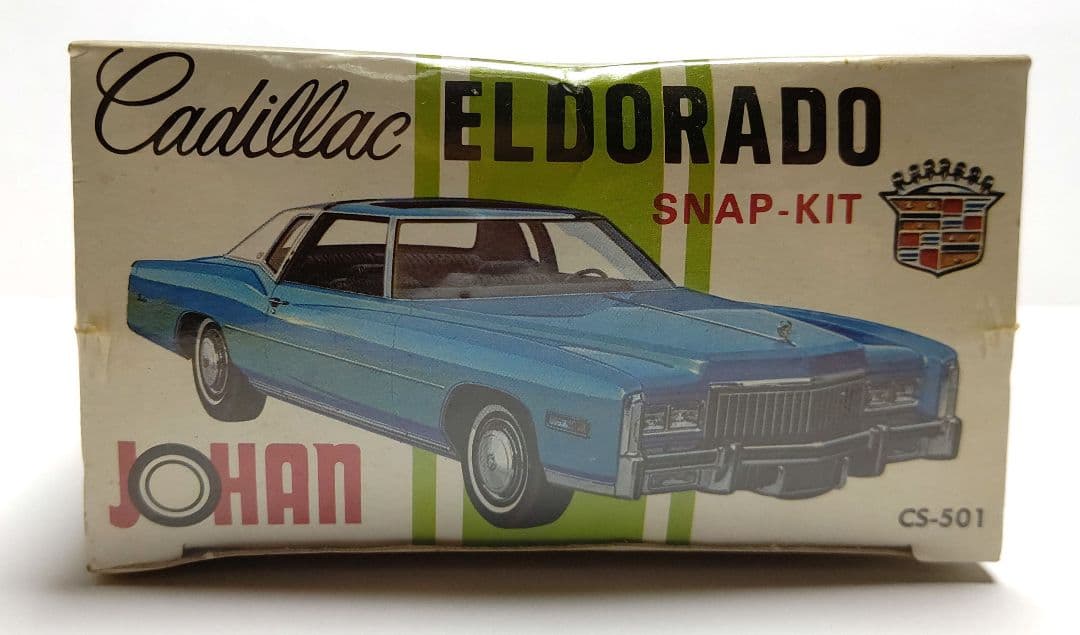 Cadillac ELDORADO
SNAP-KIT
JOHAN
CS-501